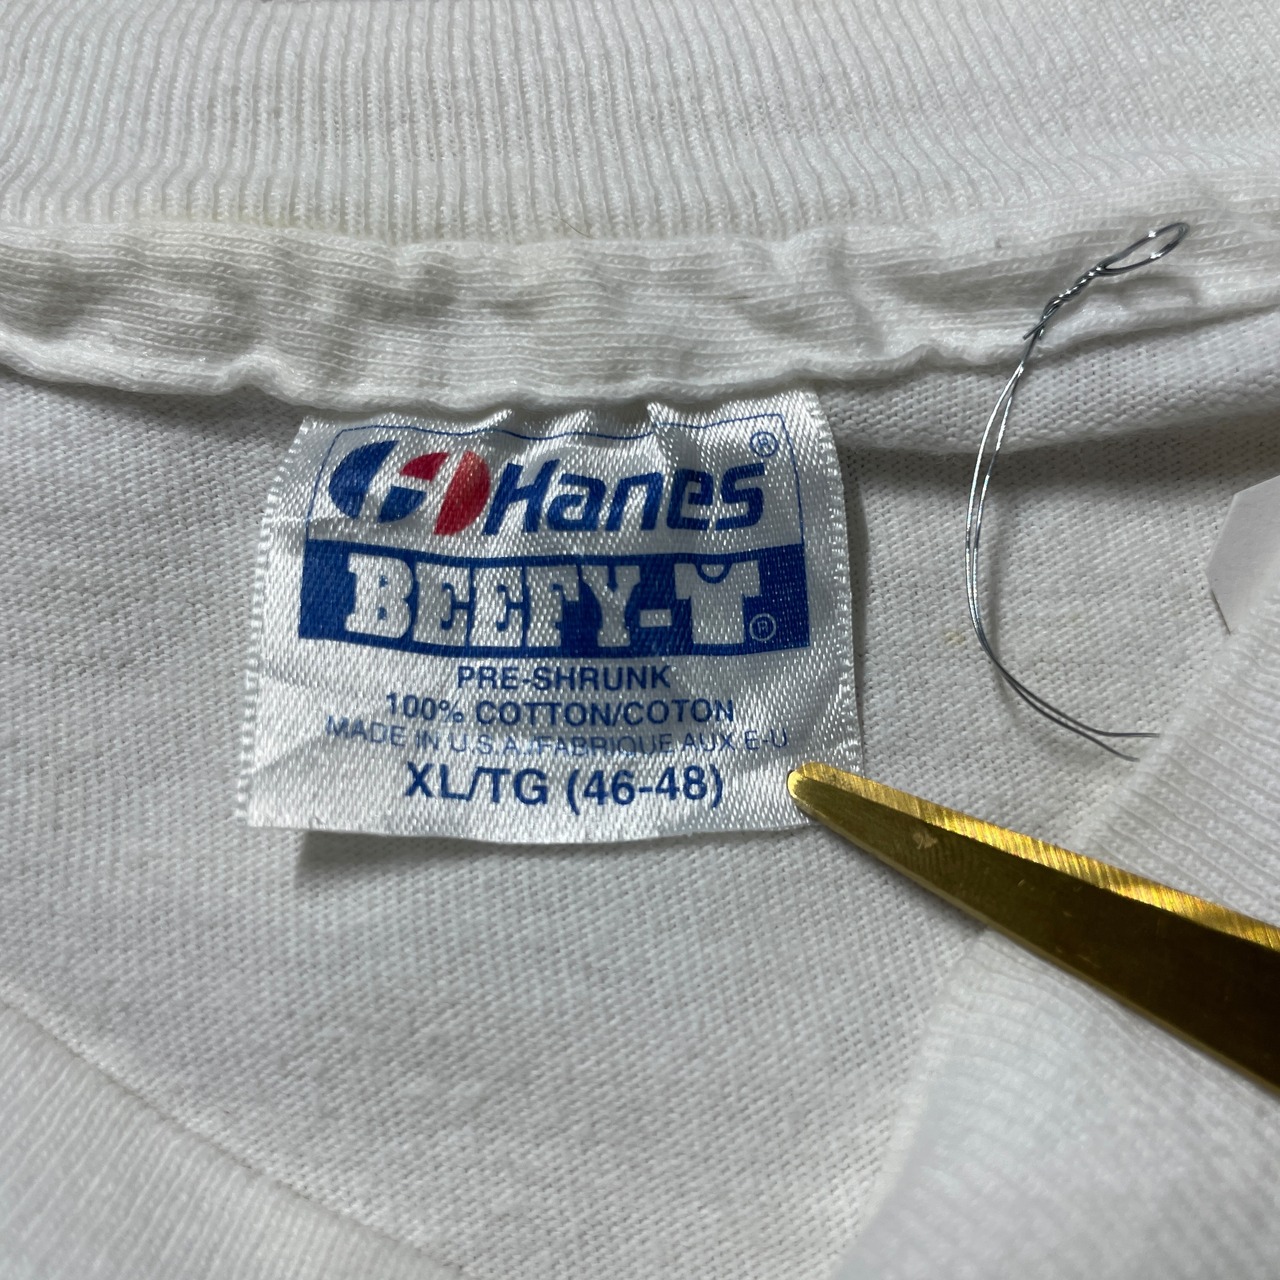 Hanes®
BEEFY-T®
PRE-SHRUNK
100% COTTON/COTON
MADE IN U.S.A./FABRIQUE AUX E-U
XL/TG (46-48)